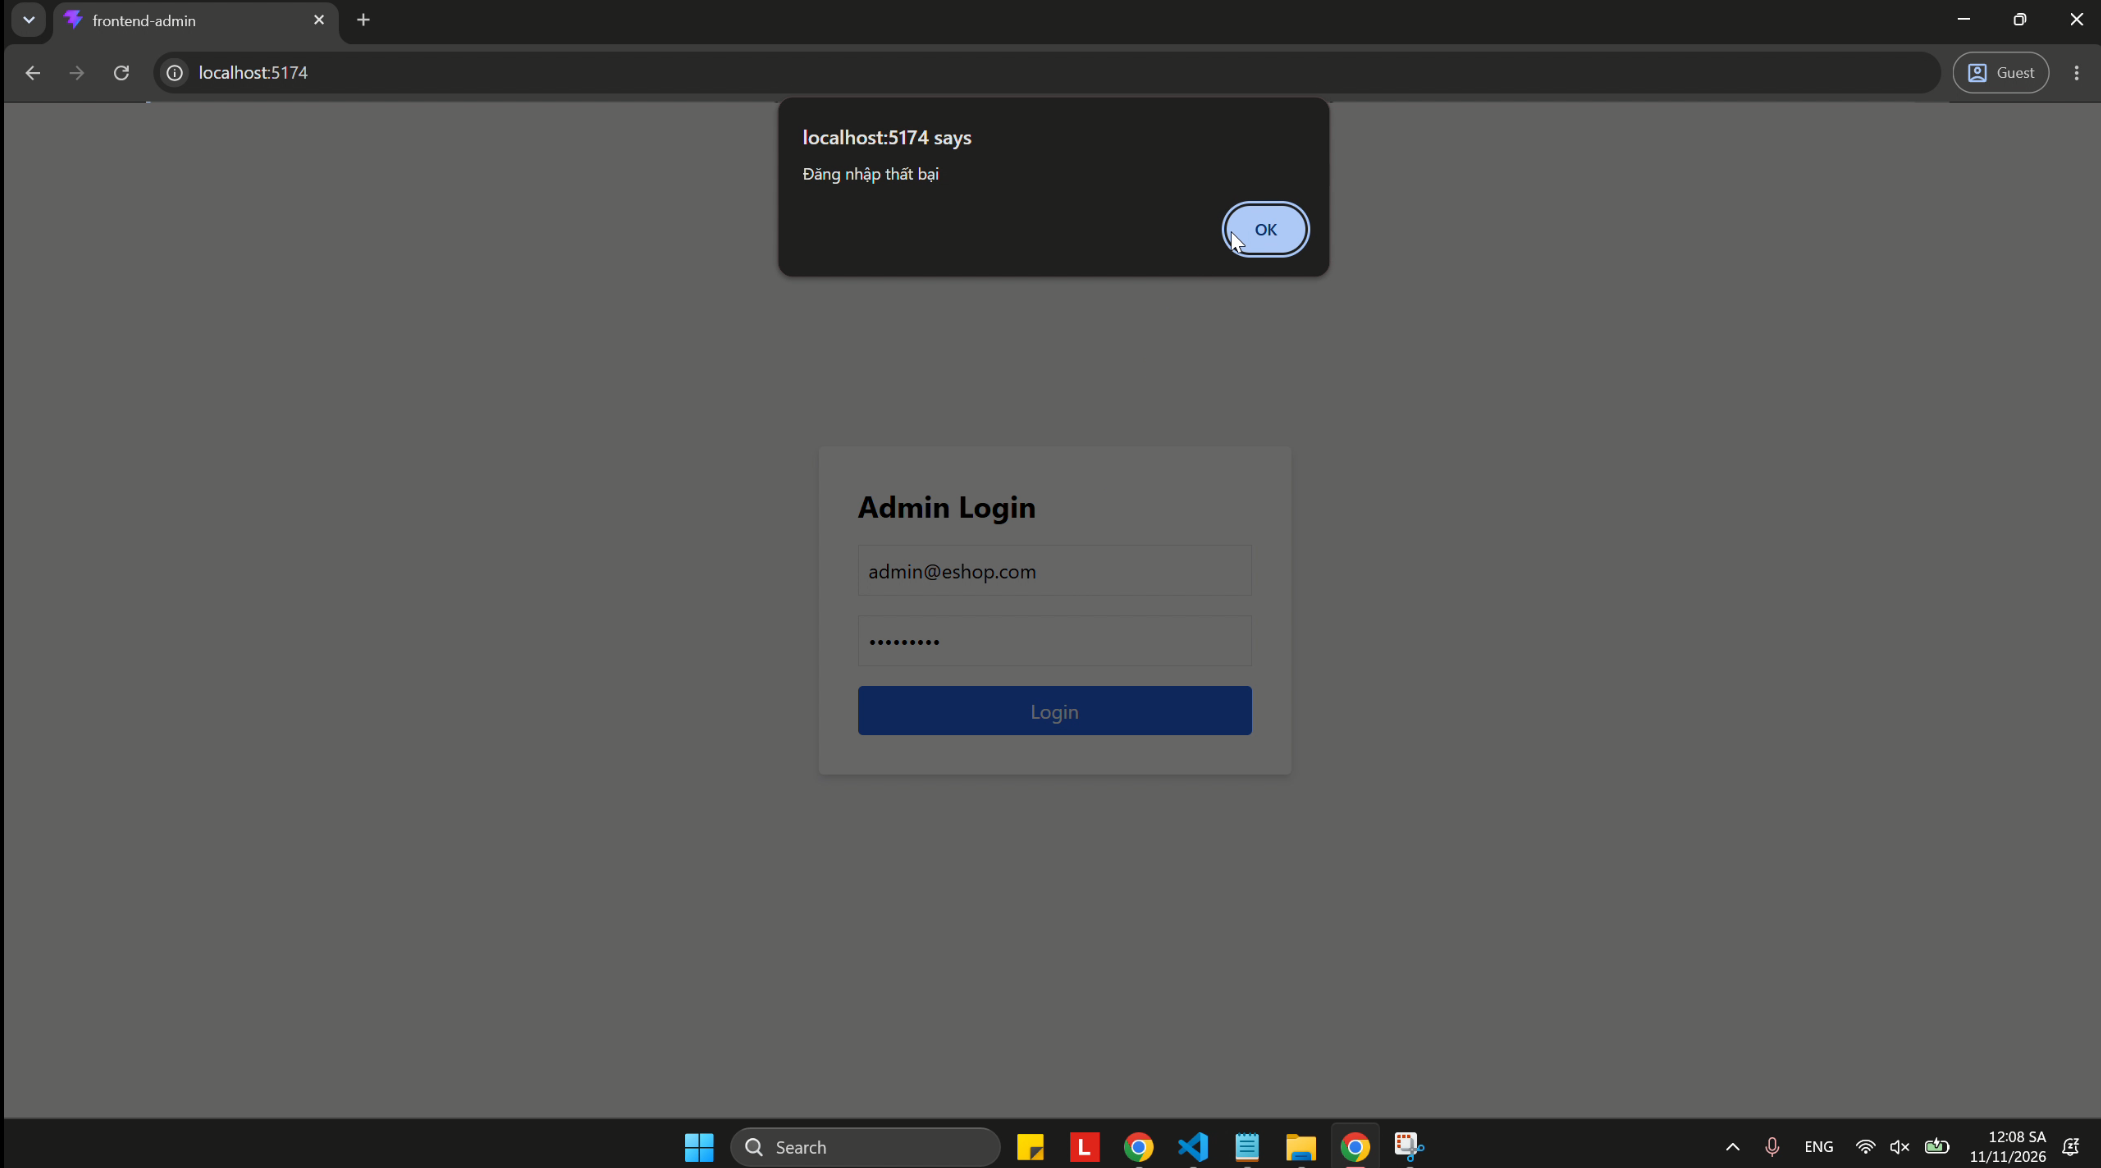 frontend-admin
localhost:5174
Guest
localhost:5174 says
Đăng nhập thất bại
OK
Admin Login
admin@eshop.com
•••••••••
Login
Search
L
ENG
12:08 SA
11/11/2026